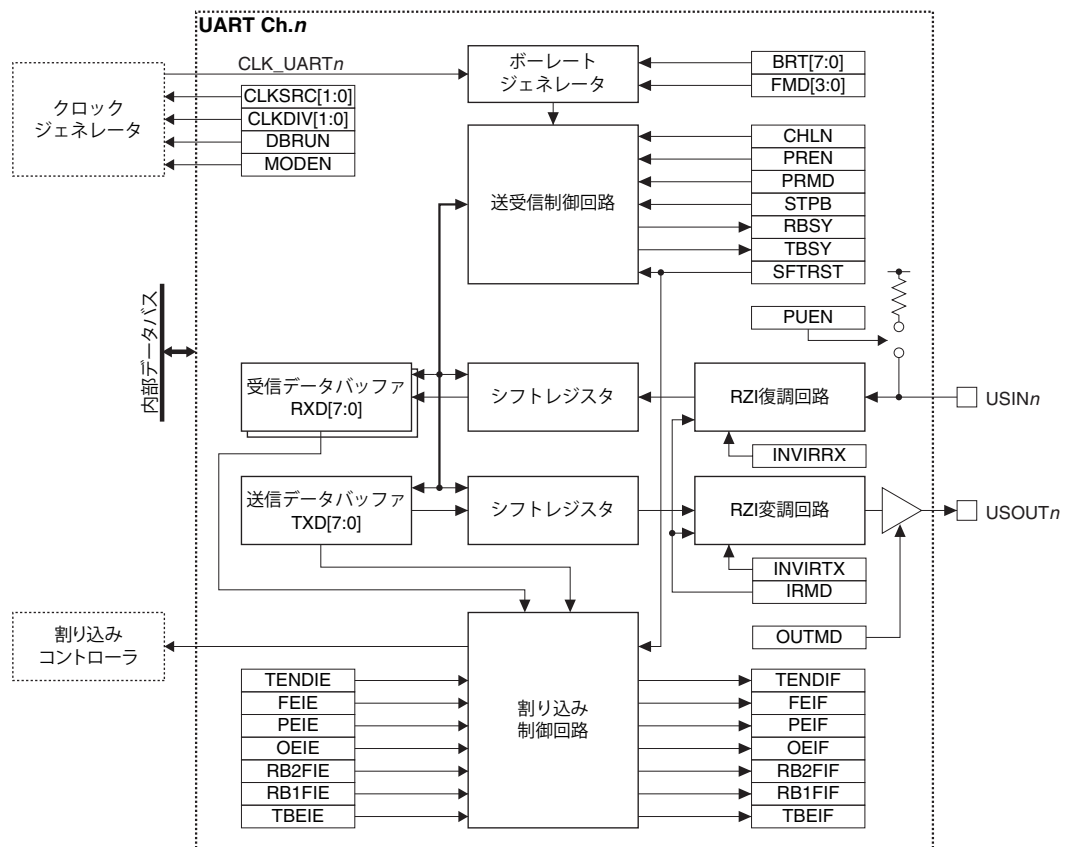 UART Ch.n
クロック
ジェネレータ
CLK_UARTn
CLKSRC[1:0]
CLKDIV[1:0]
DBRUN
MODEN
ボーレート
ジェネレータ
BRT[7:0]
FMD[3:0]
送受信制御回路
CHLN
PREN
PRMD
STPB
RBSY
TBSY
SFTRST
PUEN
内部データバス
受信データバッファ
RXD[7:0]
シフトレジスタ
RZI復調回路
USINn
INVIRRX
送信データバッファ
TXD[7:0]
シフトレジスタ
RZI変調回路
USOUTn
INVIRTX
IRMD
OUTMD
割り込み
コントローラ
割り込み
制御回路
TENDIE
FEIE
PEIE
OEIE
RB2FIE
RB1FIE
TBEIE
TENDIF
FEIF
PEIF
OEIF
RB2FIF
RB1FIF
TBEIF